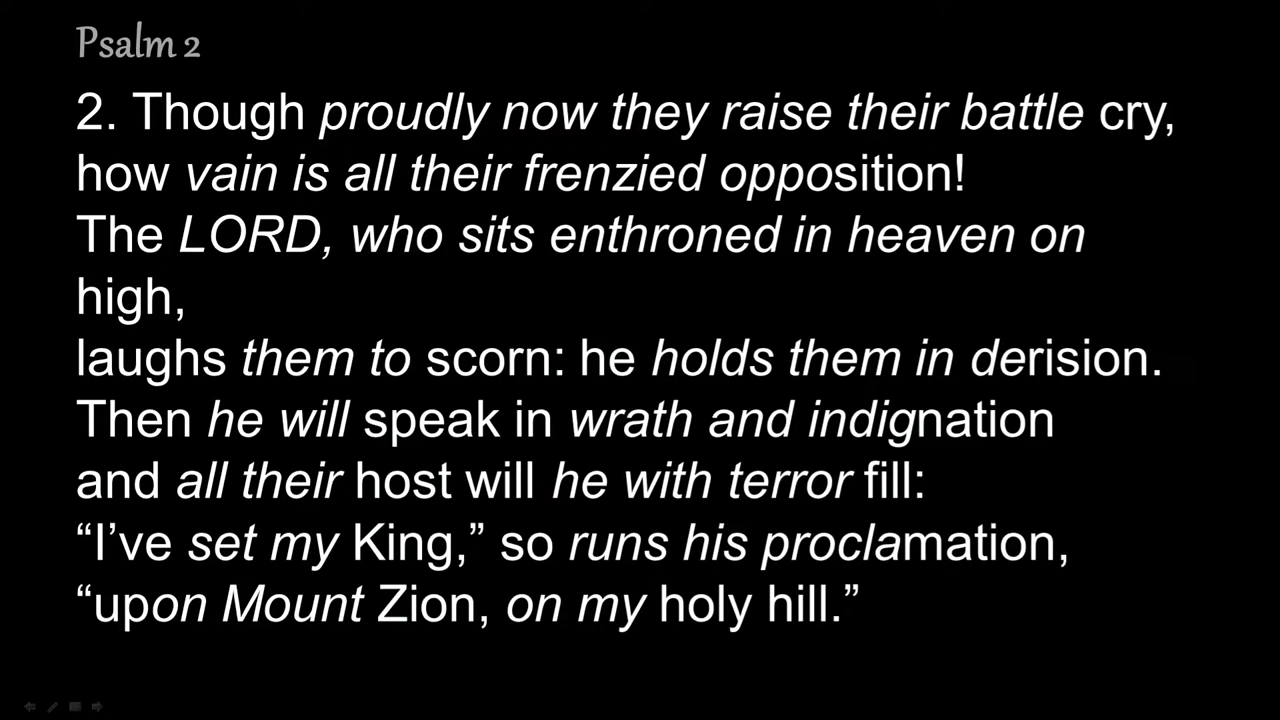 Psalm 2
2. Though proudly now they raise their battle cry,
how vain is all their frenzied opposition!
The LORD, who sits enthroned in heaven on
high,
laughs them to scorn: he holds them in derision.
Then he will speak in wrath and indignation
and all their host will he with terror fill:
“I’ve set my King,” so runs his proclamation,
“upon Mount Zion, on my holy hill.”